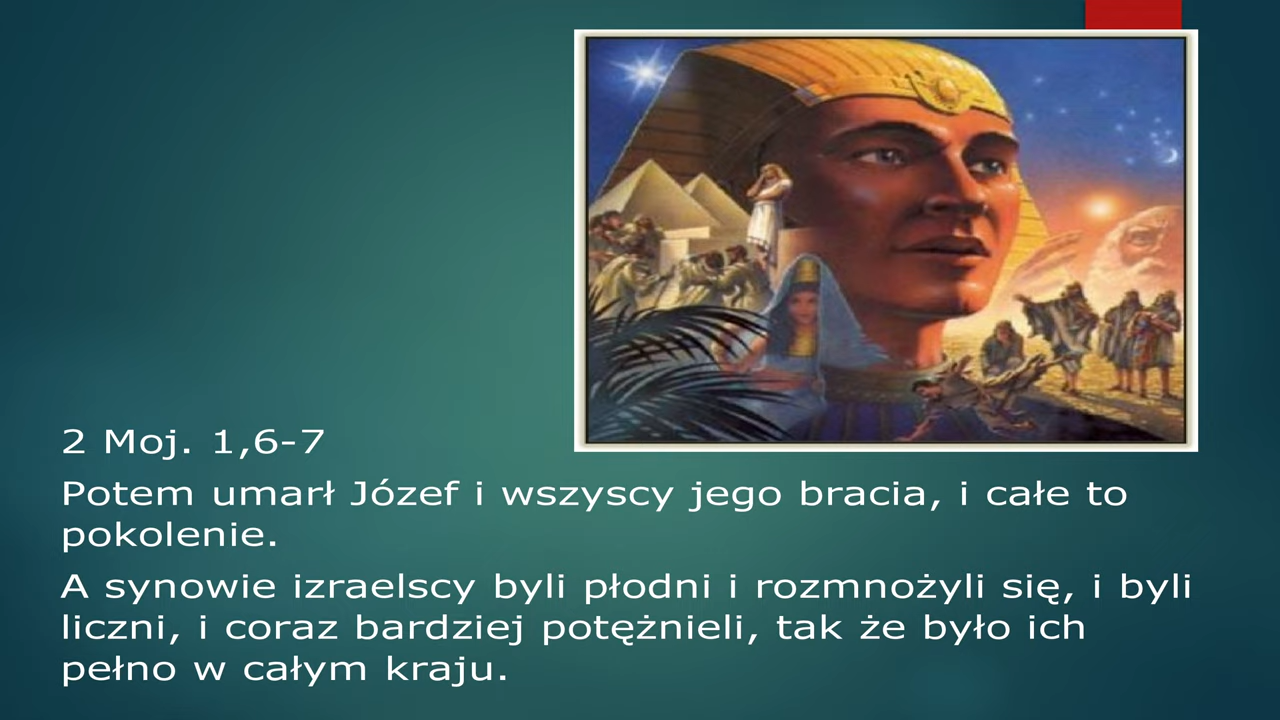 2 Moj. 1,6-7
Potem umarł Józef i wszyscy jego bracia, i całe to
pokolenie.
A synowie izraelscy byli płodni i rozmnożyli się, i byli
liczni, i coraz bardziej potężnieli, tak że było ich
pełno w całym kraju.